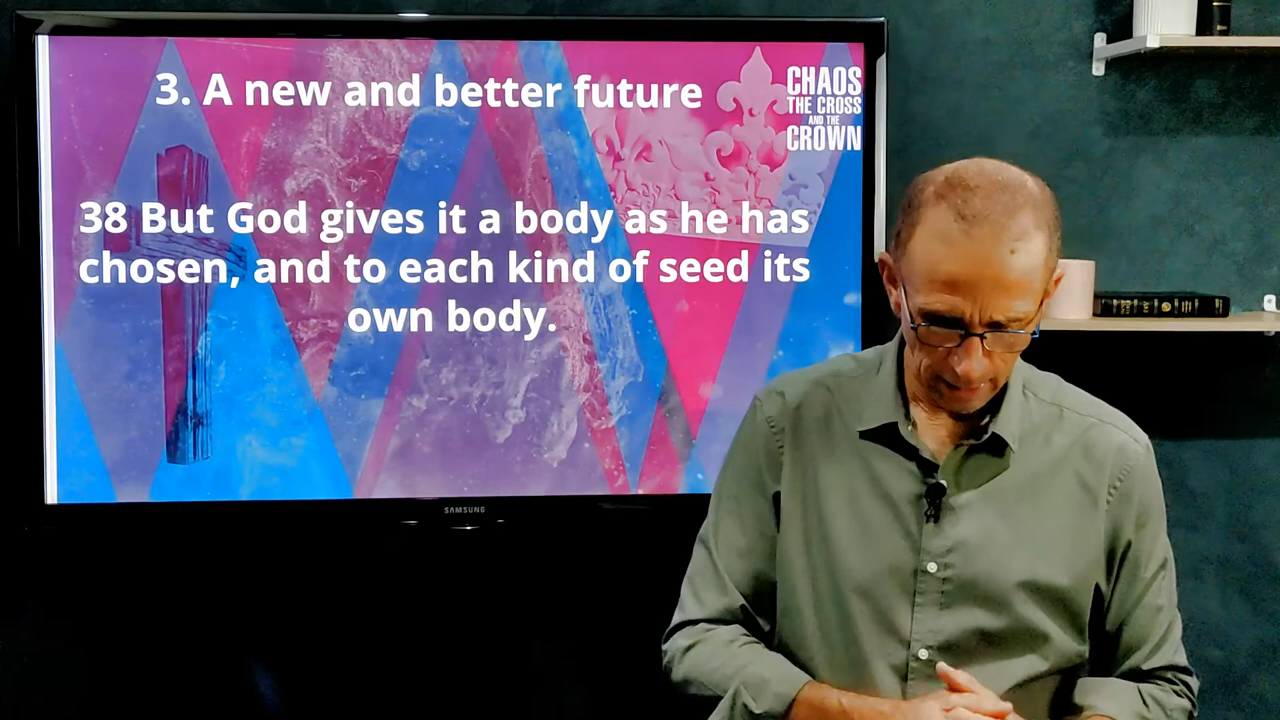 3. A new and better future
CHAOS
THE CROSS
AND THE
CROWN
38 But God gives it a body as he has
chosen, and to each kind of seed its
own body.
SAMSUNG